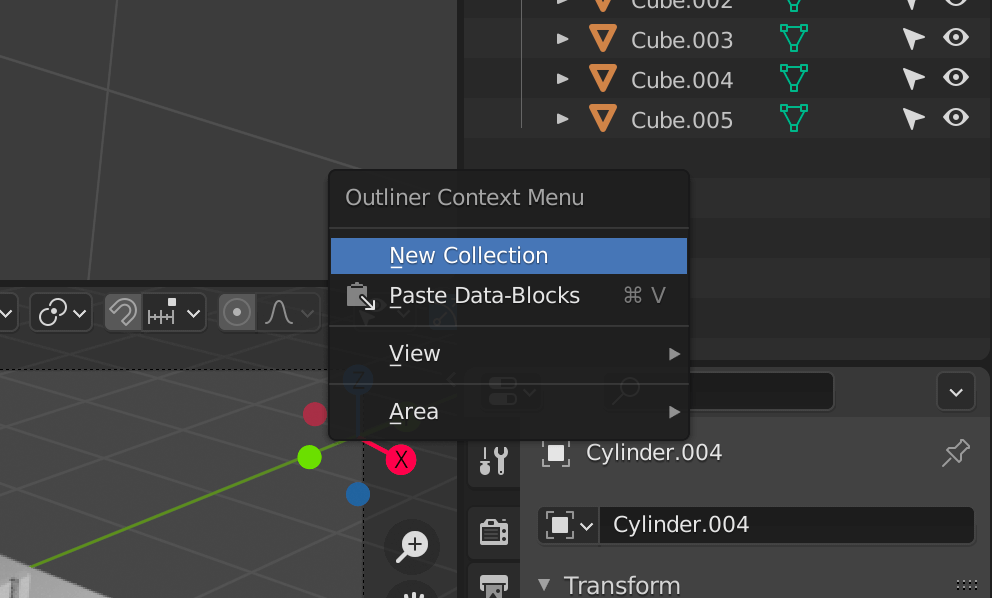 Cube.002
Cube.003
Cube.004
Cube.005
Outliner Context Menu
New Collection
Paste Data-Blocks ⌘ V
View
Area
Z
X
Cylinder.004
Cylinder.004
Transform